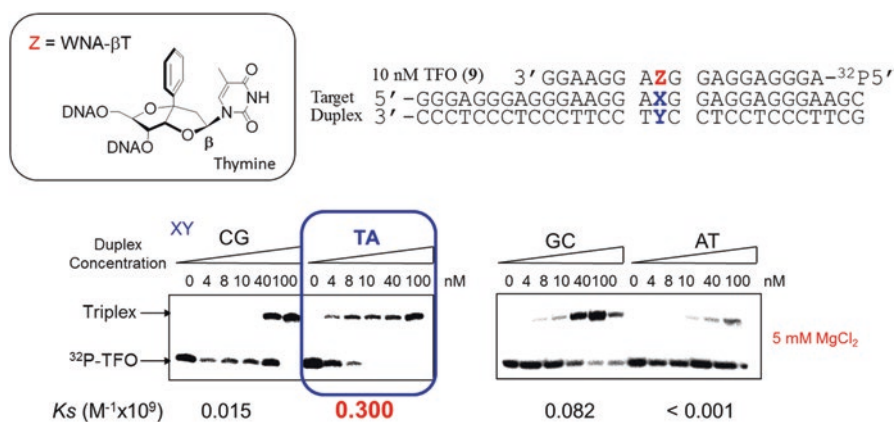 Z = WNA-βT
DNAO
O
O
DNAO
β
N
O
NH
O
Thymine
10 nM TFO (9) 3′GGAAGG AZG GAGGAGGGA-³²P5′
Target 5′-GGGAGGGAGGGAAGG AXG GAGGAGGGAAGC
Duplex 3′-CCCTCCCTCCCTTCC TYC CTCCTCCCTTCG
XY CG TA GC AT
Duplex
Concentration
0 4 8 10 40 100 0 4 8 10 40 100 nM 0 4 8 10 40 100 0 4 8 10 40 100 nM
Triplex
5 mM MgCl₂
³²P-TFO
Ks (M⁻¹x10⁹) 0.015 0.300 0.082 < 0.001